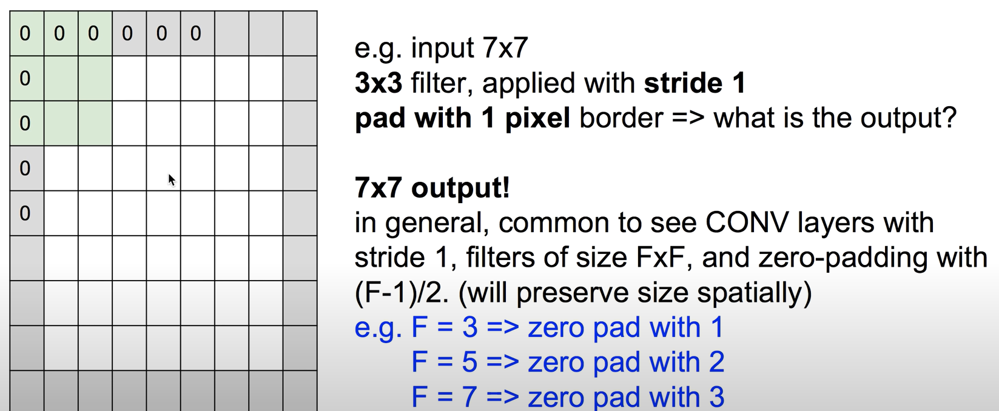 0 0 0 0 0 0
0
0
0
0
e.g. input 7x7
3x3 filter, applied with stride 1
pad with 1 pixel border => what is the output?
7x7 output!
in general, common to see CONV layers with
stride 1, filters of size FxF, and zero-padding with
(F-1)/2. (will preserve size spatially)
e.g. F = 3 => zero pad with 1
F = 5 => zero pad with 2
F = 7 => zero pad with 3